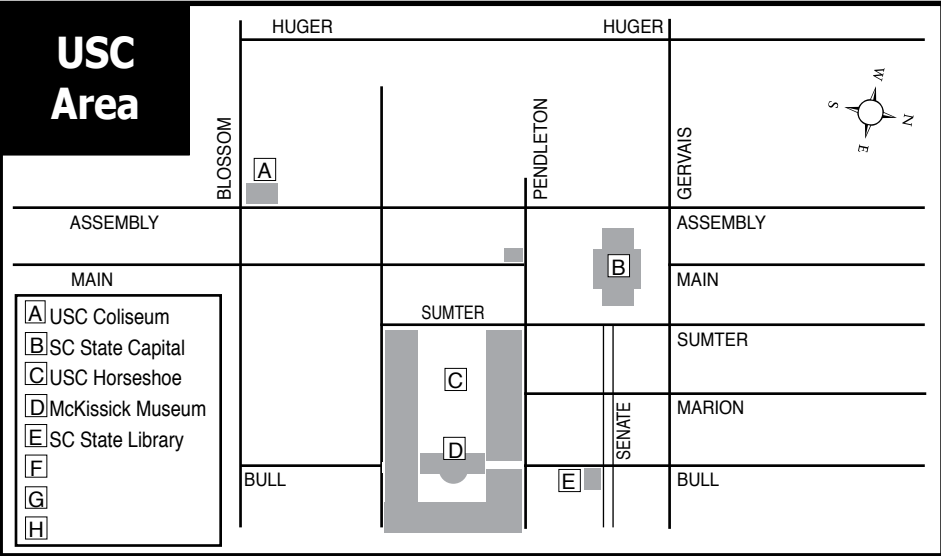 USC
Area
HUGER
HUGER
BLOSSOM
PENDLETON
GERVAIS
W
S
N
E
A
ASSEMBLY
ASSEMBLY
B
MAIN
MAIN
SUMTER
SUMTER
C
MARION
SENATE
D
BULL
E
BULL
A USC Coliseum
B SC State Capital
C USC Horseshoe
D McKissick Museum
E SC State Library
F
G
H